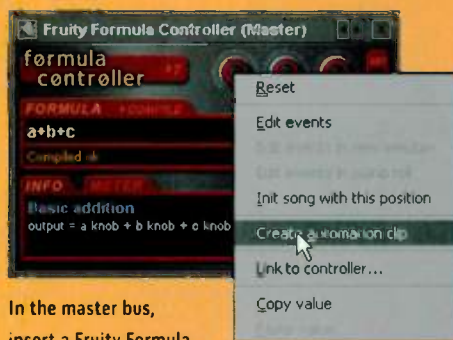 Fruity Formula Controller (Master)
formula
controller
FORMULA
a+b+c
Compiled ok
INFO METER
Basic addition
output = a knob + b knob + c knob
Reset
Edit events
Init song with this position
Create automation clip
Link to controller...
Copy value
In the master bus,
insert a Fruity Formula